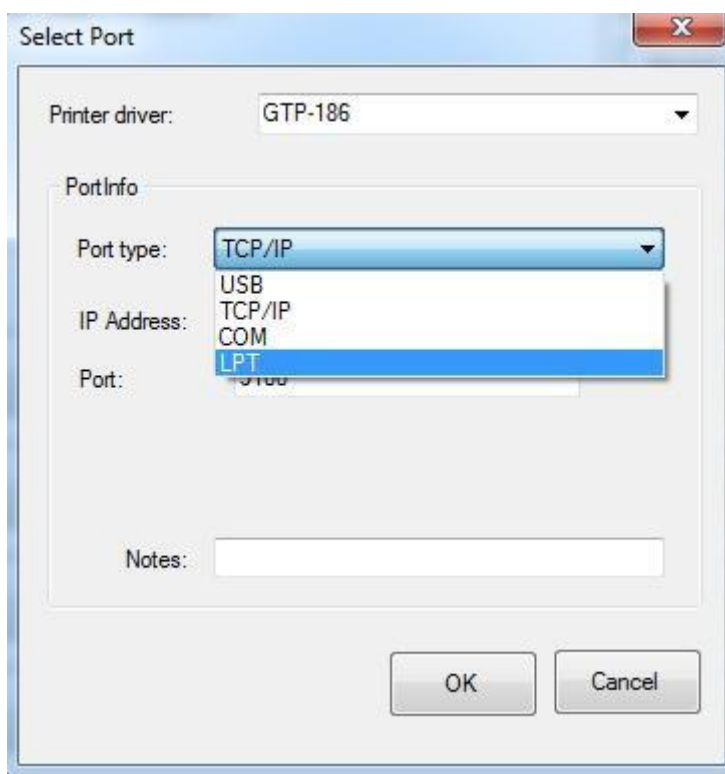 Select Port
Printer driver: GTP-186
PortInfo
Port type: TCP/IP
USB
TCP/IP
IP Address:
COM
LPT
Port:
Notes:
OK Cancel